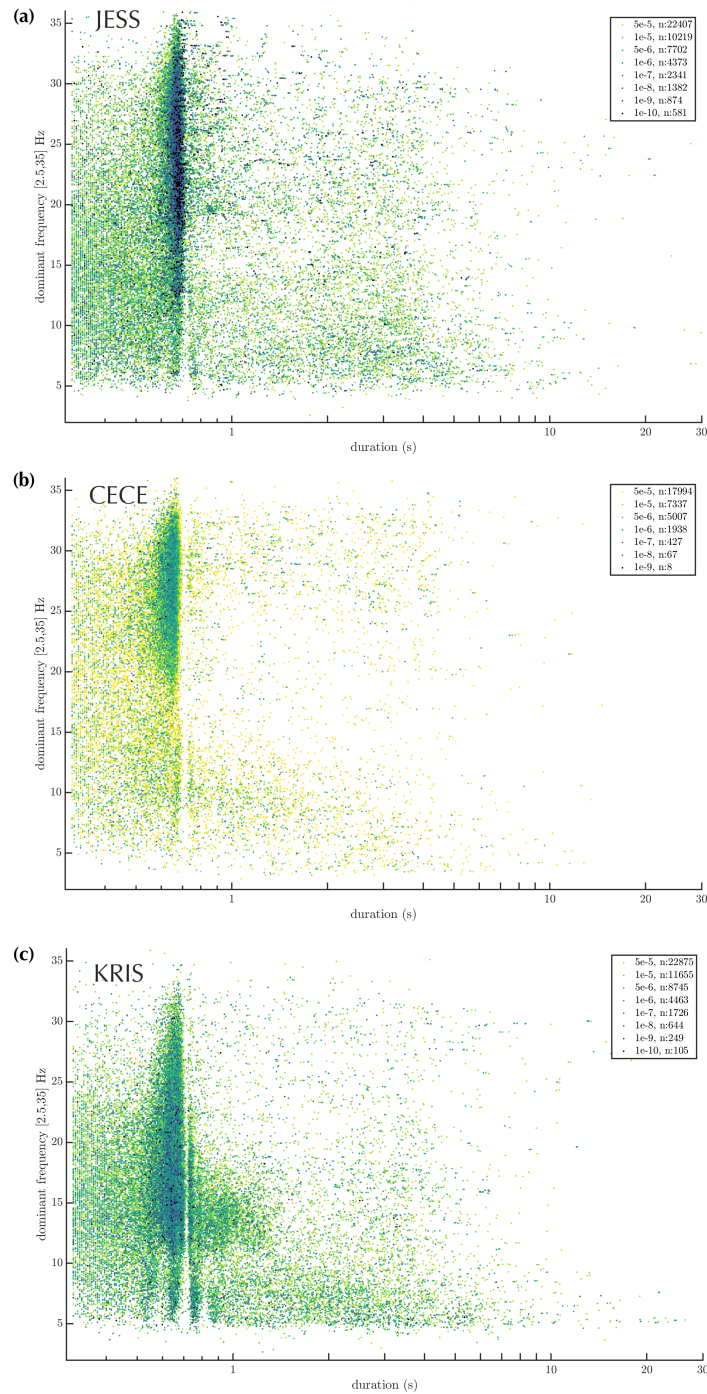 (a)
JESS
5e-5, n:22407
1e-5, n:10219
5e-6, n:7702
1e-6, n:4373
1e-7, n:2341
1e-8, n:1382
1e-9, n:874
1e-10, n:581
dominant frequency [2.5,35] Hz
35
30
25
20
15
10
5
1
10
20
30
duration (s)
(b)
CECE
5e-5, n:17994
1e-5, n:7337
5e-6, n:5007
1e-6, n:1938
1e-7, n:427
1e-8, n:67
1e-9, n:8
dominant frequency [2.5,35] Hz
35
30
25
20
15
10
5
1
10
20
30
duration (s)
(c)
KRIS
5e-5, n:22875
1e-5, n:11655
5e-6, n:8745
1e-6, n:4463
1e-7, n:1726
1e-8, n:644
1e-9, n:249
1e-10, n:105
dominant frequency [2.5,35] Hz
35
30
25
20
15
10
5
1
10
20
30
duration (s)